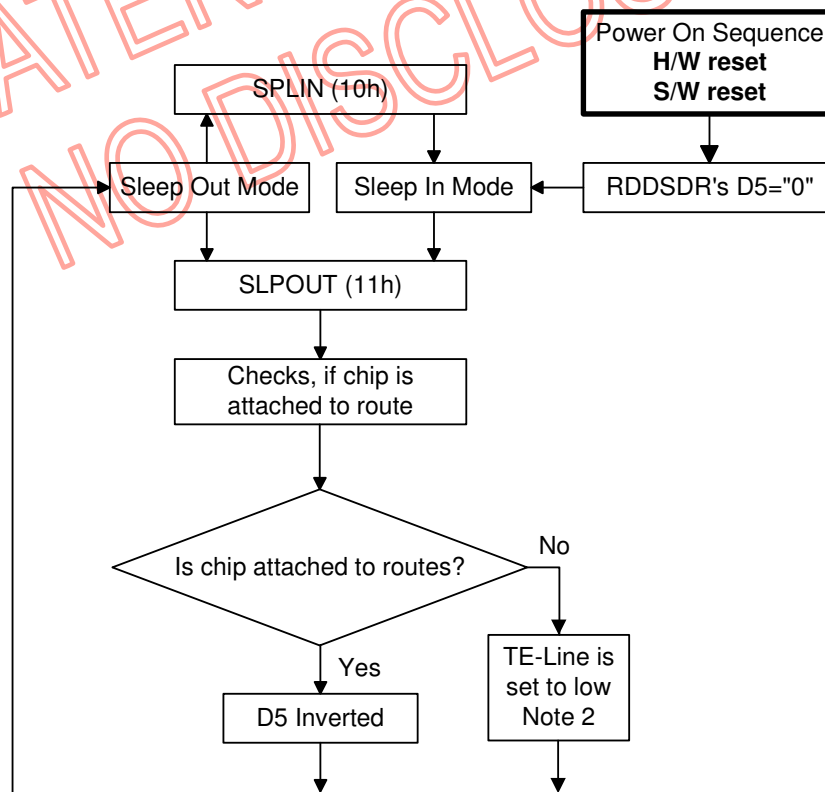 Power On Sequence
H/W reset
S/W reset
SPLIN (10h)
Sleep Out Mode
Sleep In Mode
RDDSDR's D5="0"
SLPOUT (11h)
Checks, if chip is
attached to route
Is chip attached to routes?
No
Yes
TE-Line is
set to low
Note 2
D5 Inverted
NO DISCLO